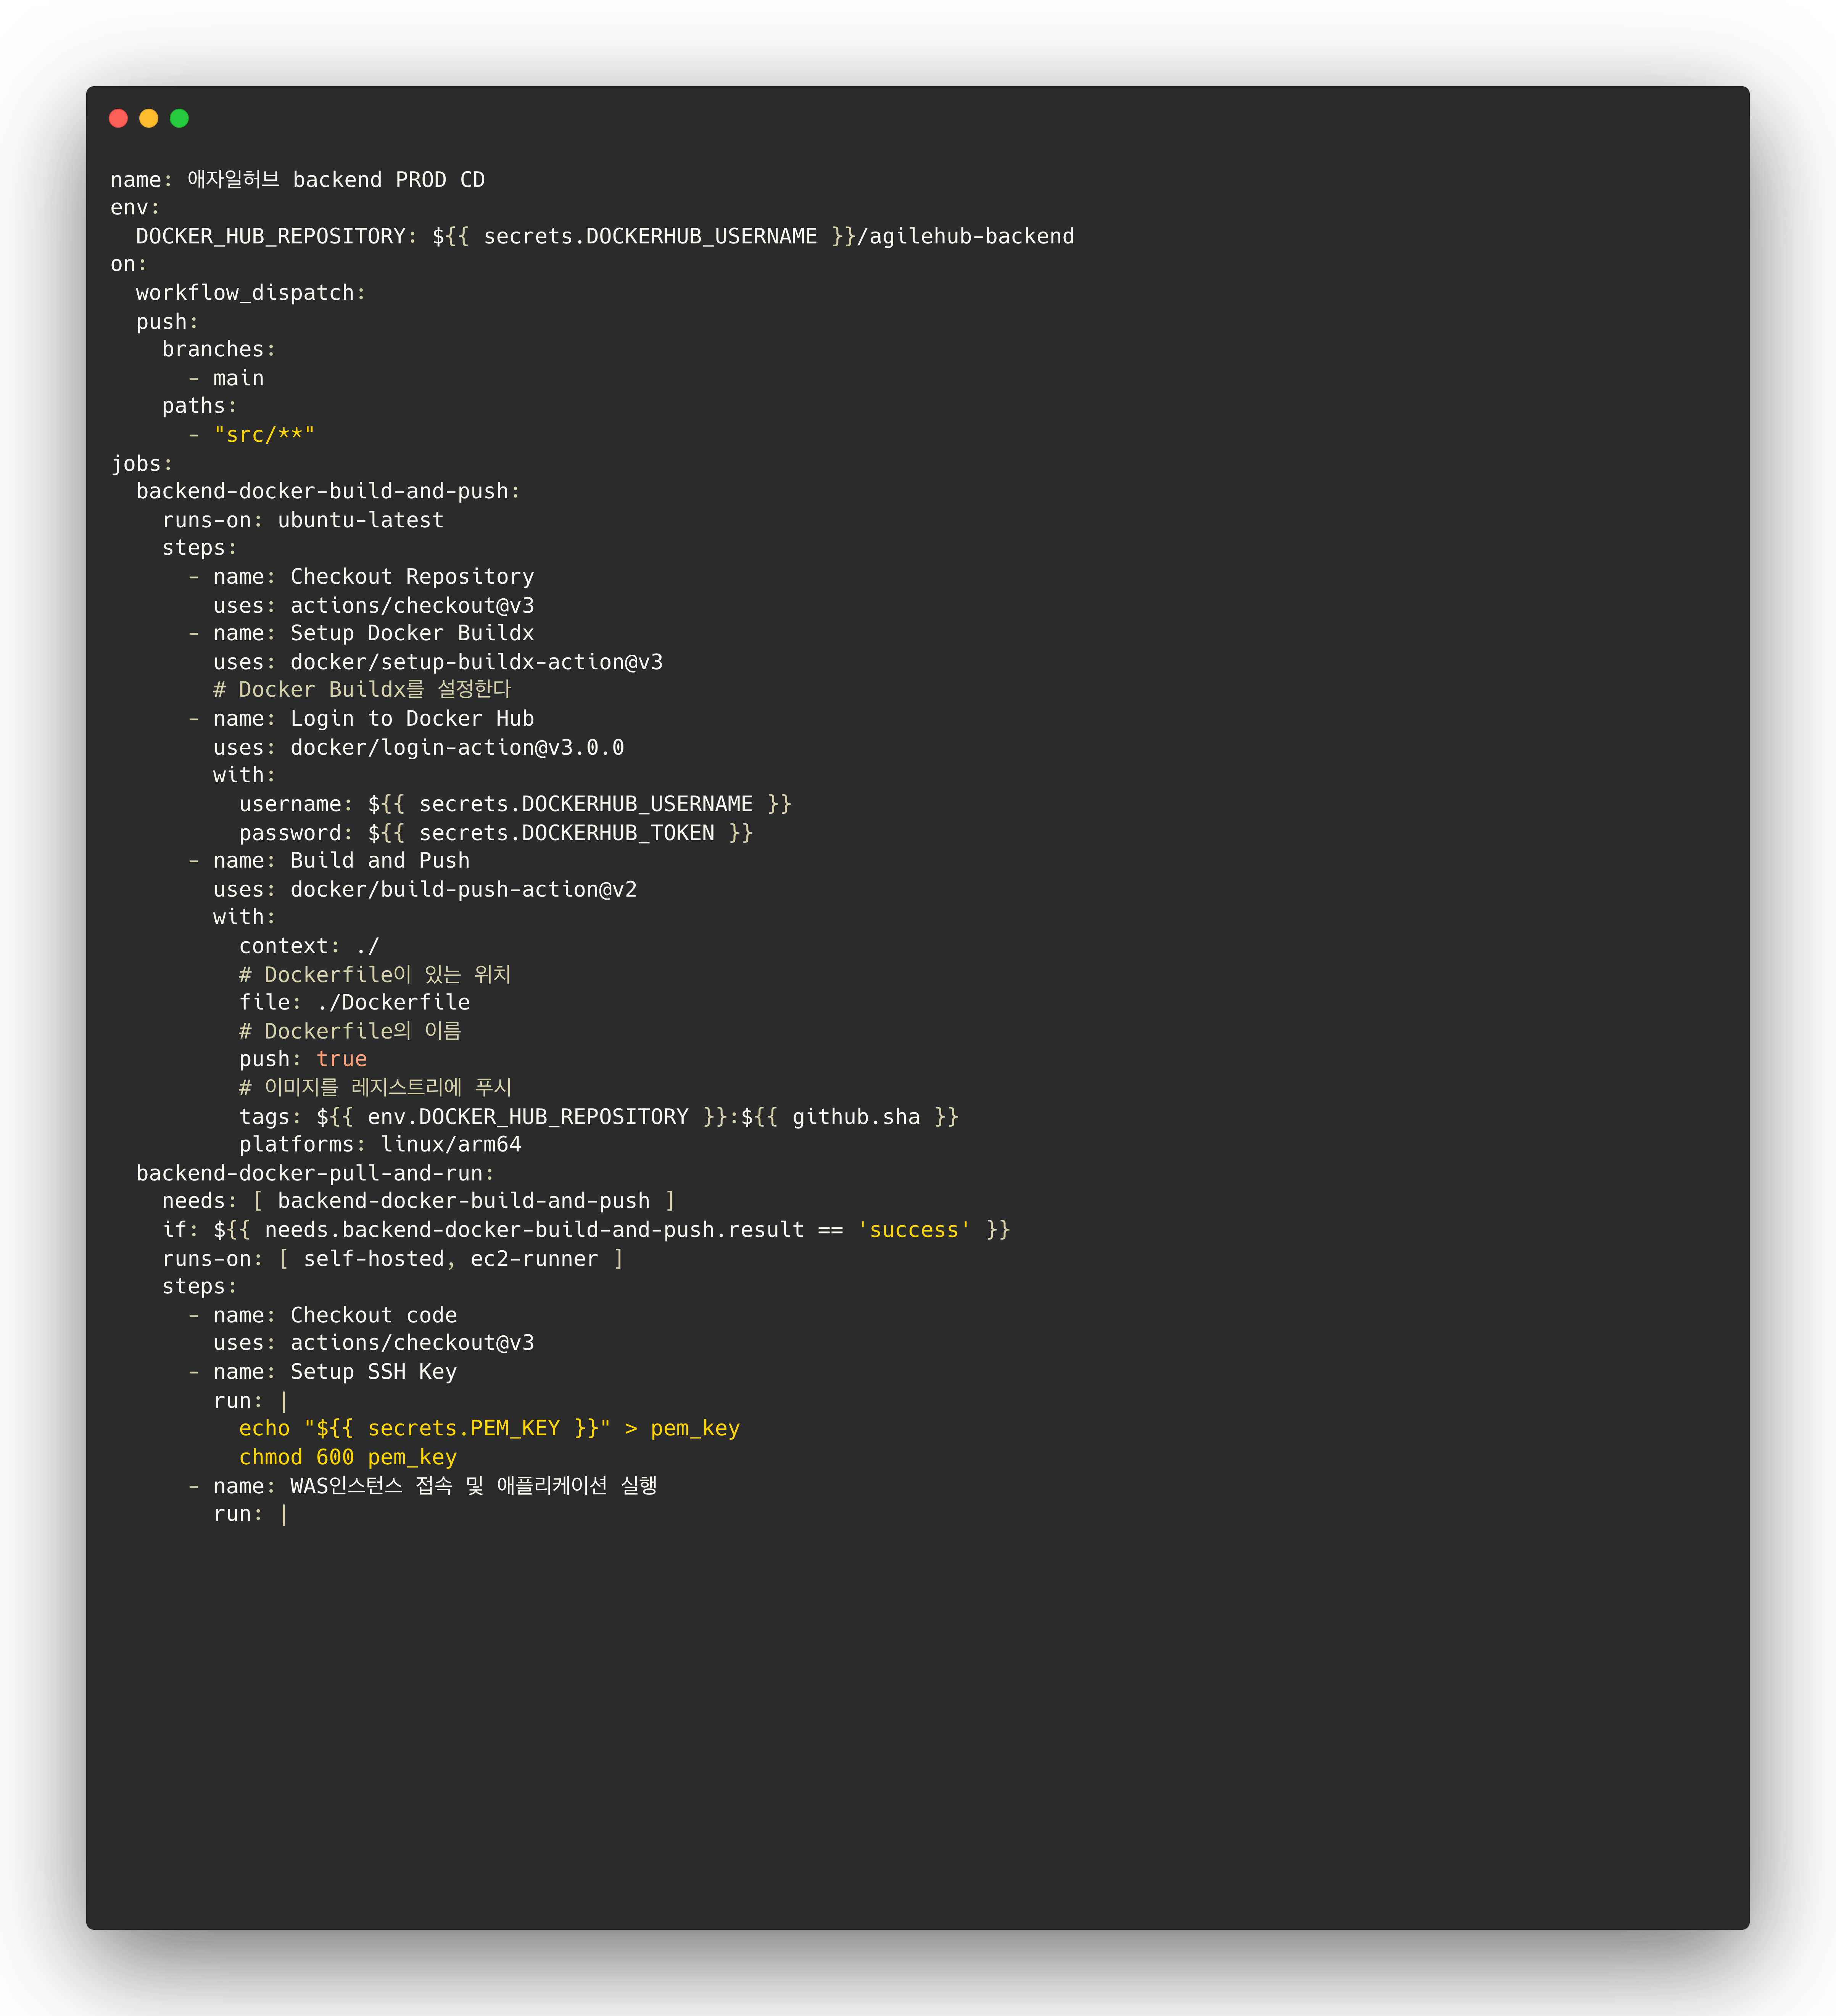 name: 애자일허브 backend PROD CD
env:
  DOCKER_HUB_REPOSITORY: ${{ secrets.DOCKERHUB_USERNAME }}/agilehub-backend
on:
  workflow_dispatch:
  push:
    branches:
      - main
    paths:
      - "src/**"
jobs:
  backend-docker-build-and-push:
    runs-on: ubuntu-latest
    steps:
      - name: Checkout Repository
        uses: actions/checkout@v3
      - name: Setup Docker Buildx
        uses: docker/setup-buildx-action@v3
        # Docker Buildx를 설정한다
      - name: Login to Docker Hub
        uses: docker/login-action@v3.0.0
        with:
          username: ${{ secrets.DOCKERHUB_USERNAME }}
          password: ${{ secrets.DOCKERHUB_TOKEN }}
      - name: Build and Push
        uses: docker/build-push-action@v2
        with:
          context: ./
          # Dockerfile이 있는 위치
          file: ./Dockerfile
          # Dockerfile의 이름
          push: true
          # 이미지를 레지스트리에 푸시
          tags: ${{ env.DOCKER_HUB_REPOSITORY }}:${{ github.sha }}
          platforms: linux/arm64
  backend-docker-pull-and-run:
    needs: [ backend-docker-build-and-push ]
    if: ${{ needs.backend-docker-build-and-push.result == 'success' }}
    runs-on: [ self-hosted, ec2-runner ]
    steps:
      - name: Checkout code
        uses: actions/checkout@v3
      - name: Setup SSH Key
        run: |
          echo "${{ secrets.PEM_KEY }}" > pem_key
          chmod 600 pem_key
      - name: WAS인스턴스 접속 및 애플리케이션 실행
        run: |